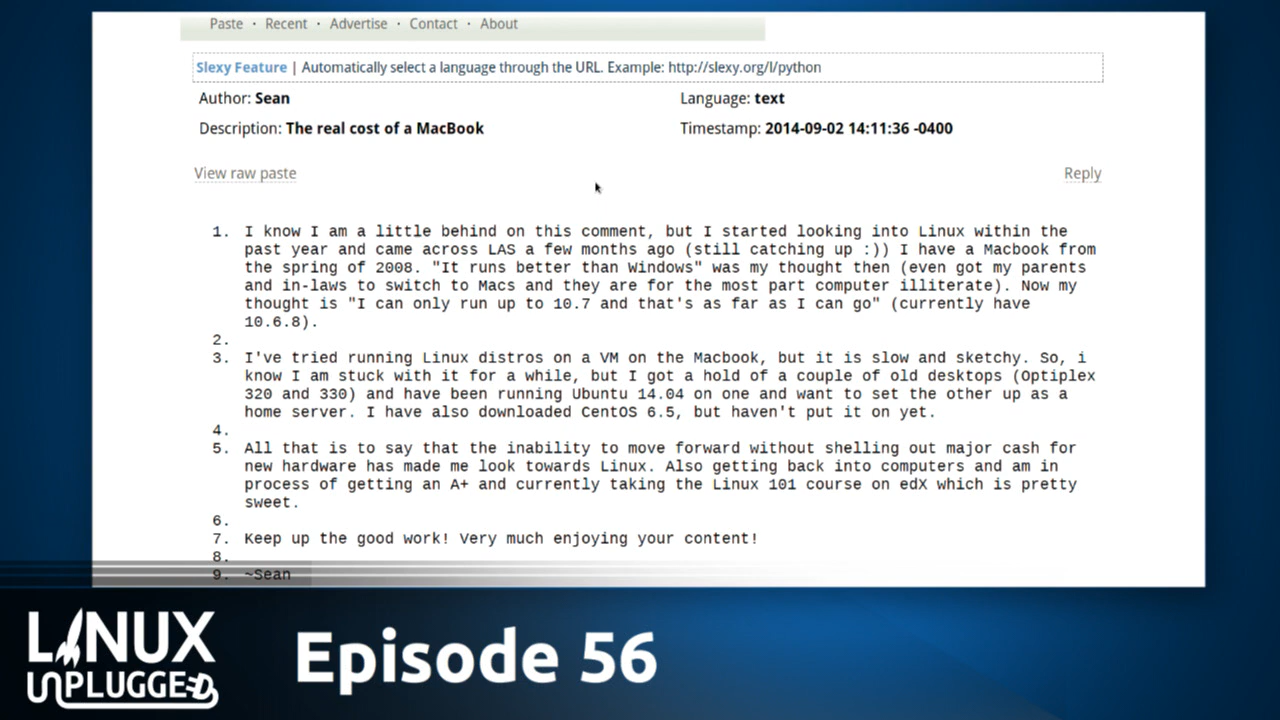 Paste · Recent · Advertise · Contact · About
Slexy Feature | Automatically select a language through the URL. Example: http://slexy.org/l/python
Author: Sean
Language: text
Description: The real cost of a MacBook
Timestamp: 2014-09-02 14:11:36 -0400
View raw paste
Reply
1. I know I am a little behind on this comment, but I started looking into Linux within the
past year and came across LAS a few months ago (still catching up :)) I have a Macbook from
the spring of 2008. "It runs better than Windows" was my thought then (even got my parents
and in-laws to switch to Macs and they are for the most part computer illiterate). Now my
thought is "I can only run up to 10.7 and that's as far as I can go" (currently have
10.6.8).
2.
3. I've tried running Linux distros on a VM on the Macbook, but it is slow and sketchy. So, i
know I am stuck with it for a while, but I got a hold of a couple of old desktops (Optiplex
320 and 330) and have been running Ubuntu 14.04 on one and want to set the other up as a
home server. I have also downloaded CentOS 6.5, but haven't put it on yet.
4.
5. All that is to say that the inability to move forward without shelling out major cash for
new hardware has made me look towards Linux. Also getting back into computers and am in
process of getting an A+ and currently taking the Linux 101 course on edX which is pretty
sweet.
6.
7. Keep up the good work! Very much enjoying your content!
8.
9. ~Sean
LINUX
UNPLUGGED
Episode 56